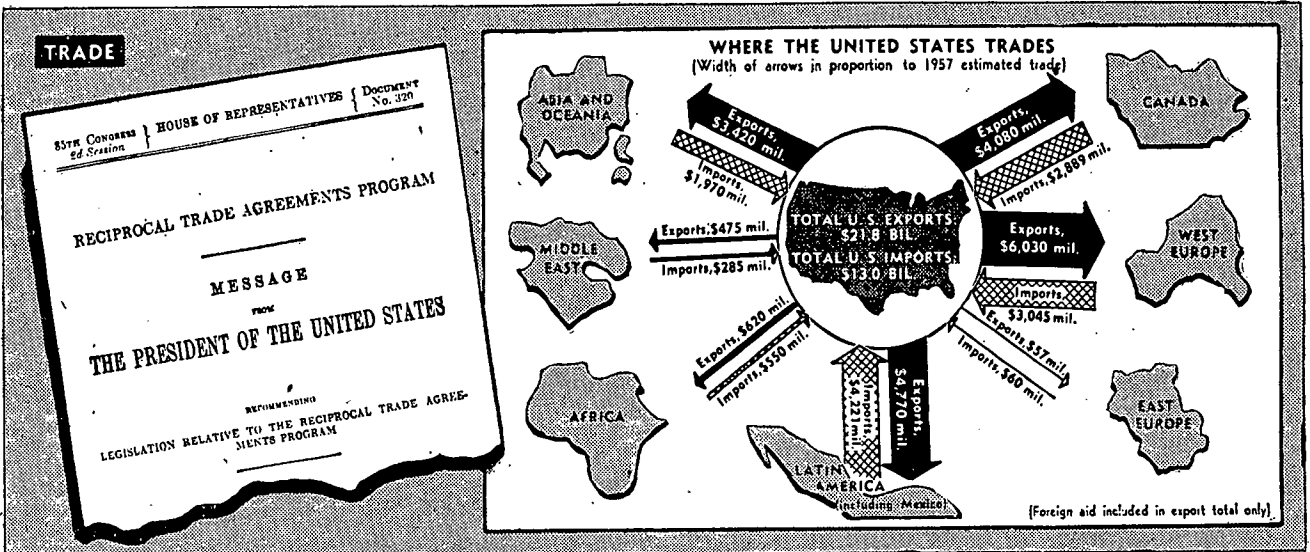 TRADE
85TH CONGRESS } HOUSE OF REPRESENTATIVES { DOCUMENT
2d Session No. 320
RECIPROCAL TRADE AGREEMENTS PROGRAM
MESSAGE
FROM
THE PRESIDENT OF THE UNITED STATES
RECOMMENDING
LEGISLATION RELATIVE TO THE RECIPROCAL TRADE AGREE-
MENTS PROGRAM
WHERE THE UNITED STATES TRADES
(Width of arrows in proportion to 1957 estimated trade)
ASIA AND
OCEANIA
Exports,
$3,420 mil.
Imports,
$1,970 mil.
Exports,
$4,080 mil.
Imports, $2,889 mil.
CANADA
MIDDLE
EAST
Exports, $475 mil.
Imports, $285 mil.
TOTAL U.S. EXPORTS:
$21.8 BIL.
TOTAL U.S. IMPORTS:
$13.0 BIL.
Exports,
$6,030 mil.
Imports,
$3,045 mil.
WEST
EUROPE
AFRICA
Exports, $620 mil.
Imports, $550 mil.
Imports,
$4,221 mil.
Exports,
$4,770 mil.
Exports, $57 mil.
Imports, $60 mil.
EAST
EUROPE
LATIN
AMERICA
(including Mexico)
(Foreign aid included in export total only)